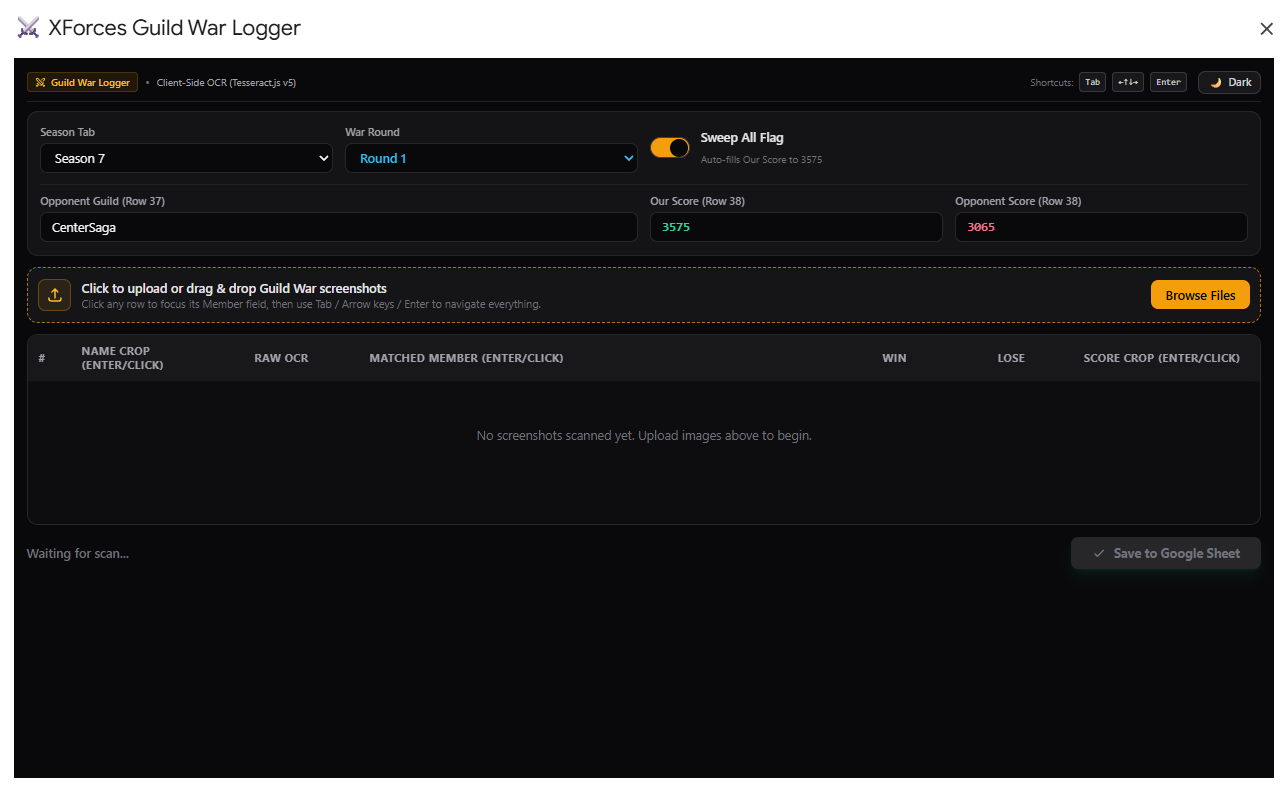 XForces Guild War Logger
Guild War Logger • Client-Side OCR (Tesseract.js v5)
Shortcuts: Tab ←↑↓→ Enter Dark
Season Tab
Season 7
War Round
Round 1
Sweep All Flag
Auto-fills Our Score to 3575
Opponent Guild (Row 37)
CenterSaga
Our Score (Row 38)
3575
Opponent Score (Row 38)
3065
Click to upload or drag & drop Guild War screenshots
Click any row to focus its Member field, then use Tab / Arrow keys / Enter to navigate everything.
Browse Files
# NAME CROP (ENTER/CLICK) RAW OCR MATCHED MEMBER (ENTER/CLICK) WIN LOSE SCORE CROP (ENTER/CLICK)
No screenshots scanned yet. Upload images above to begin.
Waiting for scan...
Save to Google Sheet